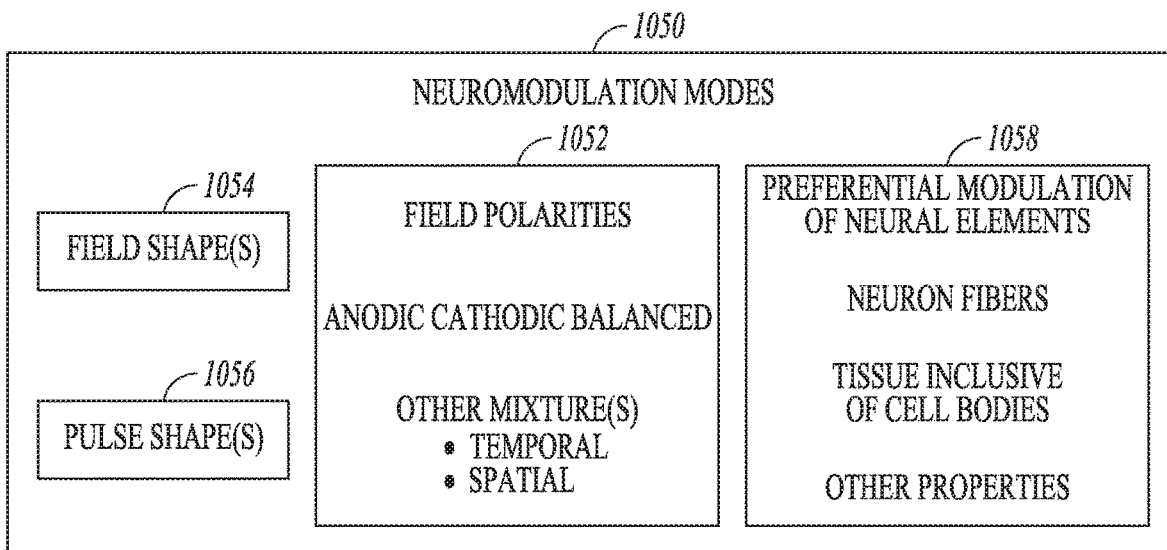 1050
NEUROMODULATION MODES
1054
FIELD SHAPE(S)
1056
PULSE SHAPE(S)
1052
FIELD POLARITIES
ANODIC CATHODIC BALANCED
OTHER MIXTURE(S)
• TEMPORAL
• SPATIAL
1058
PREFERENTIAL MODULATION
OF NEURAL ELEMENTS
NEURON FIBERS
TISSUE INCLUSIVE
OF CELL BODIES
OTHER PROPERTIES